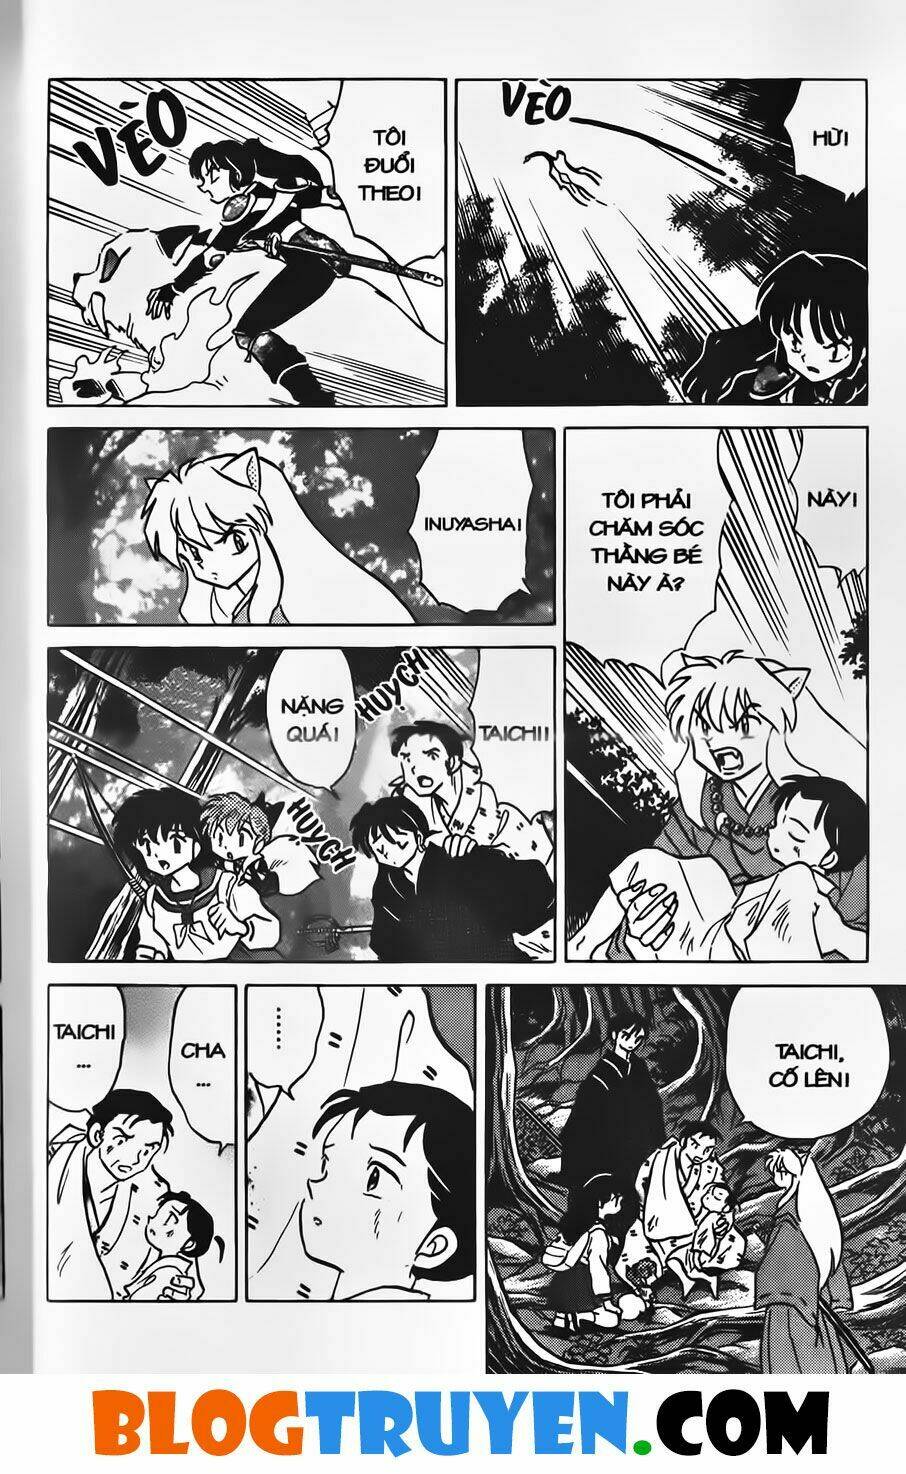 VÈO
TÔI
ĐUỔI
THEO!
VÈO
HỪ!
INUYASHA!
TÔI PHẢI
CHĂM SÓC
THẰNG BÉ
NÀY À?
NÀY!
NẶNG
QUÁ!
HUỴCH
TAICHI!
HUỴCH
TAICHI
...
CHA
...
......
TAICHI,
CỐ LÊN!
BLOGTRUYEN.COM